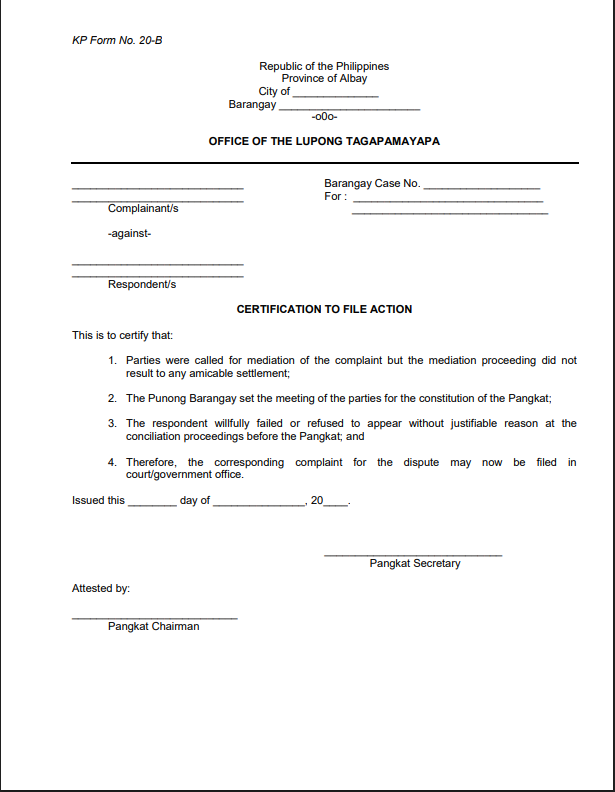 KP Form No. 20-B
Republic of the Philippines
Province of Albay
City of ______________
Barangay _______________________
-o0o-
OFFICE OF THE LUPONG TAGAPAMAYAPA
____________________________ Barangay Case No. ___________________
____________________________ For : _______________________________
Complainant/s ________________________________
-against-
____________________________
____________________________
Respondent/s
CERTIFICATION TO FILE ACTION
This is to certify that:
1. Parties were called for mediation of the complaint but the mediation proceeding did not
result to any amicable settlement;
2. The Punong Barangay set the meeting of the parties for the constitution of the Pangkat;
3. The respondent willfully failed or refused to appear without justifiable reason at the
conciliation proceedings before the Pangkat; and
4. Therefore, the corresponding complaint for the dispute may now be filed in
court/government office.
Issued this ________ day of _______________, 20____.
_____________________________
Pangkat Secretary
Attested by:
___________________________
Pangkat Chairman